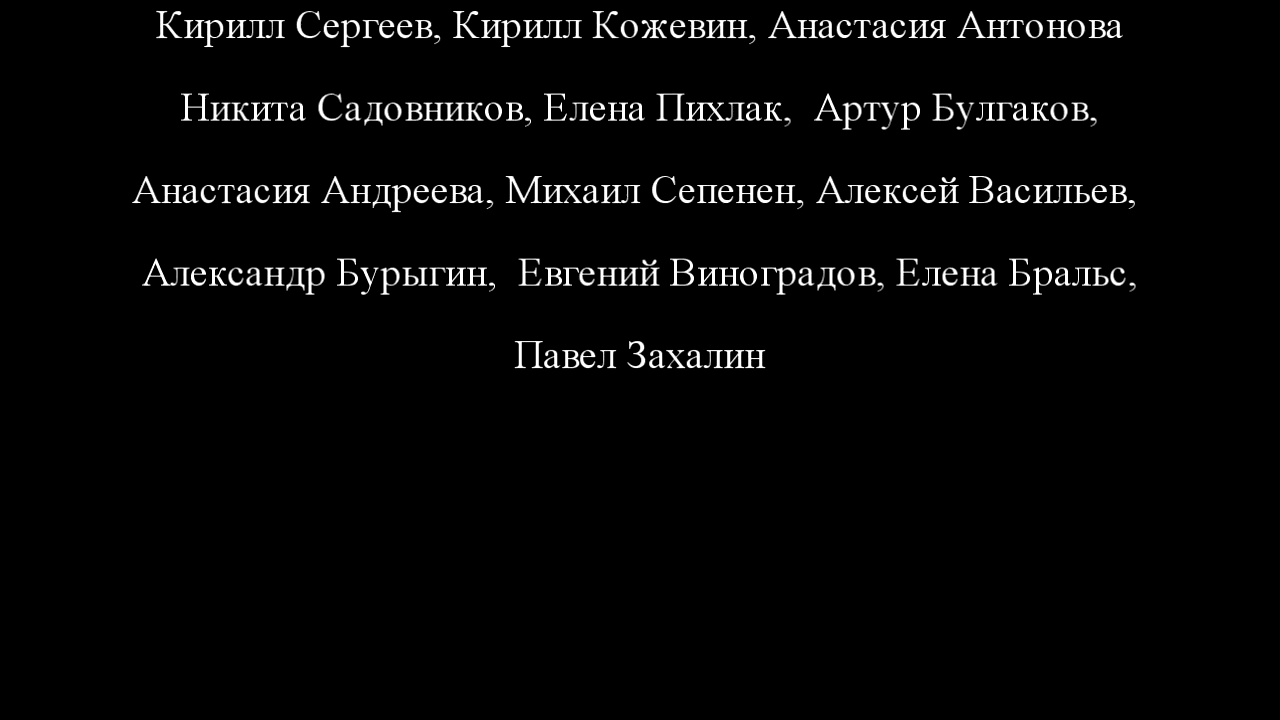 Кирилл Сергеев, Кирилл Кожевин, Анастасия Антонова
Никита Садовников, Елена Пихлак,  Артур Булгаков,
Анастасия Андреева, Михаил Сепенен, Алексей Васильев,
Александр Бурыгин,  Евгений Виноградов, Елена Бральс,
Павел Захалин